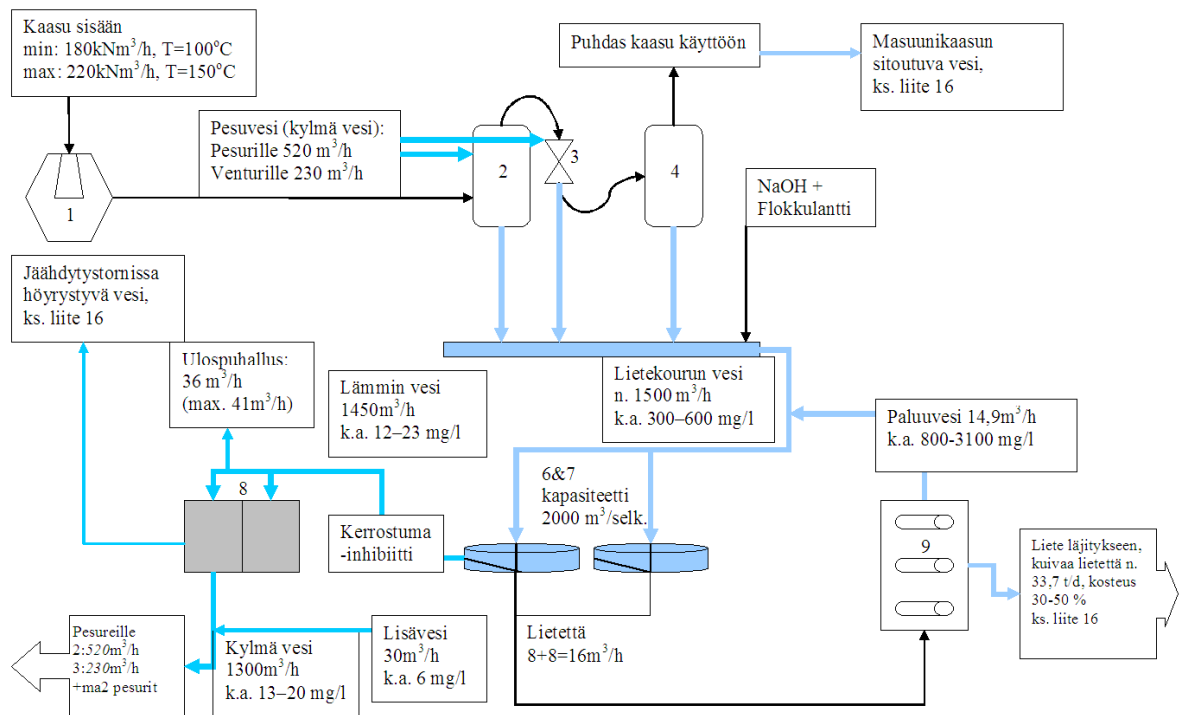 Kaasu sisään
min: 180kNm³/h, T=100°C
max: 220kNm³/h, T=150°C
Puhdas kaasu käyttöön
Masuunikaasun
sitoutuva vesi,
ks. liite 16
Pesuvesi (kylmä vesi):
Pesurille 520 m³/h
Venturille 230 m³/h
1
2
3
4
NaOH +
Flokkulantti
Jäähdytystornissa
höyrystyvä vesi,
ks. liite 16
Ulospuhallus:
36 m³/h
(max. 41m³/h)
Lämmin vesi
1450m³/h
k.a. 12–23 mg/l
Lietekourun vesi
n. 1500 m³/h
k.a. 300–600 mg/l
Paluuvesi 14,9m³/h
k.a. 800-3100 mg/l
6&7
kapasiteetti
2000 m³/selk.
8
Kerrostuma
-inhibiitti
9
Liete läjitykseen,
kuivaa lietettä n.
33,7 t/d, kosteus
30-50 %
ks. liite 16
Pesureille
2:520m³/h
3:230m³/h
+ma2 pesurit
Kylmä vesi
1300m³/h
k.a. 13–20 mg/l
Lisävesi
30m³/h
k.a. 6 mg/l
Lietettä
8+8=16m³/h